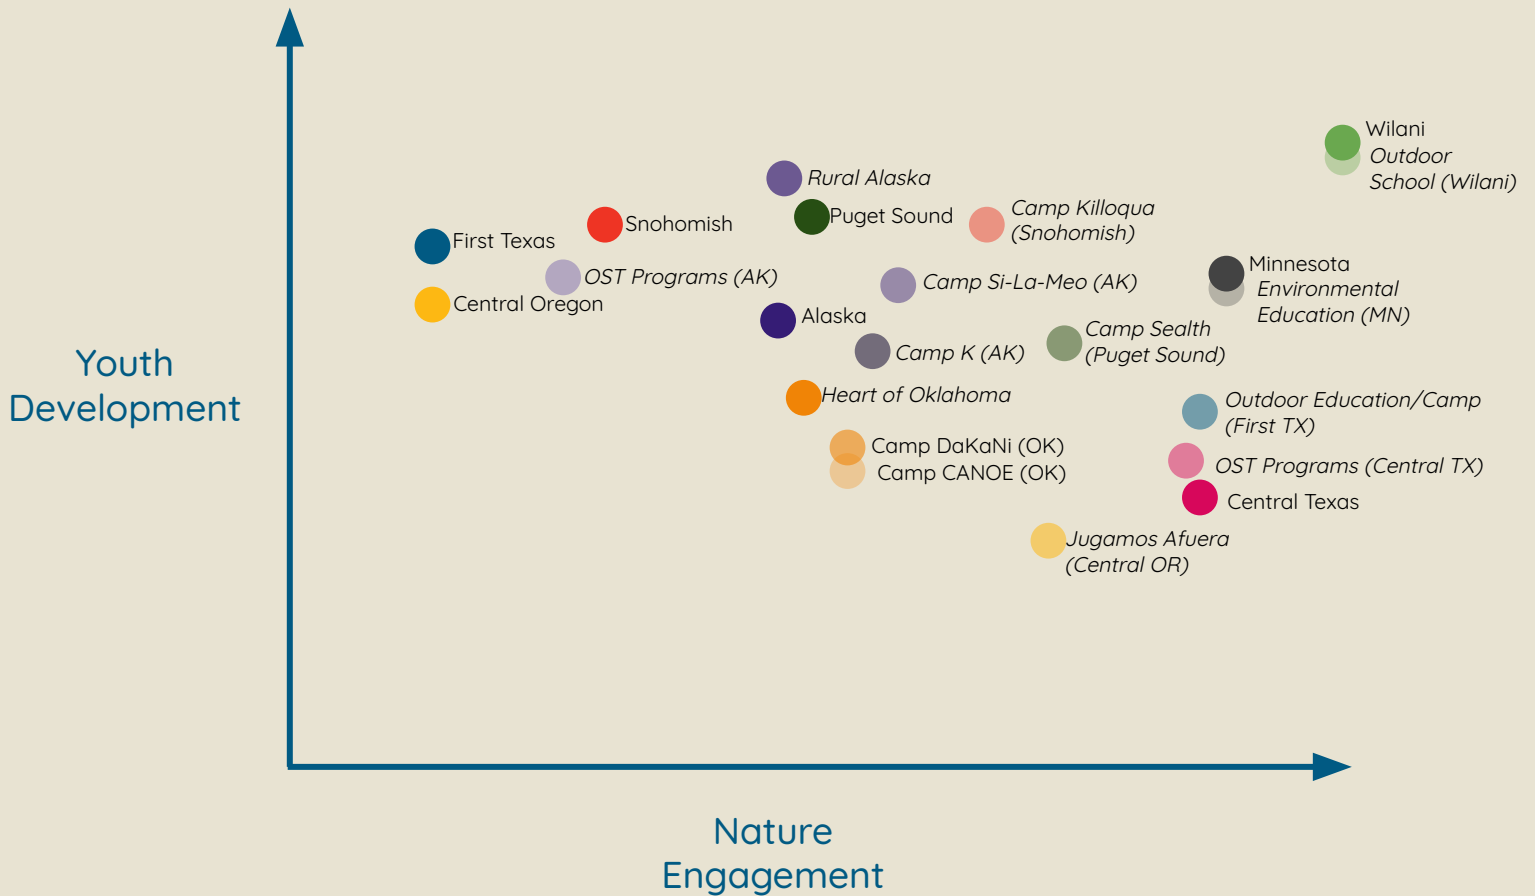 Wilani
Outdoor
School (Wilani)
Rural Alaska
Puget Sound
Camp Killoqua
(Snohomish)
Snohomish
First Texas
OST Programs (AK)
Central Oregon
Camp Si-La-Meo (AK)
Minnesota
Environmental
Education (MN)
Alaska
Camp K (AK)
Camp Sealth
(Puget Sound)
Youth
Development
Heart of Oklahoma
Outdoor Education/Camp
(First TX)
Camp DaKaNi (OK)
Camp CANOE (OK)
OST Programs (Central TX)
Central Texas
Jugamos Afuera
(Central OR)
Nature
Engagement